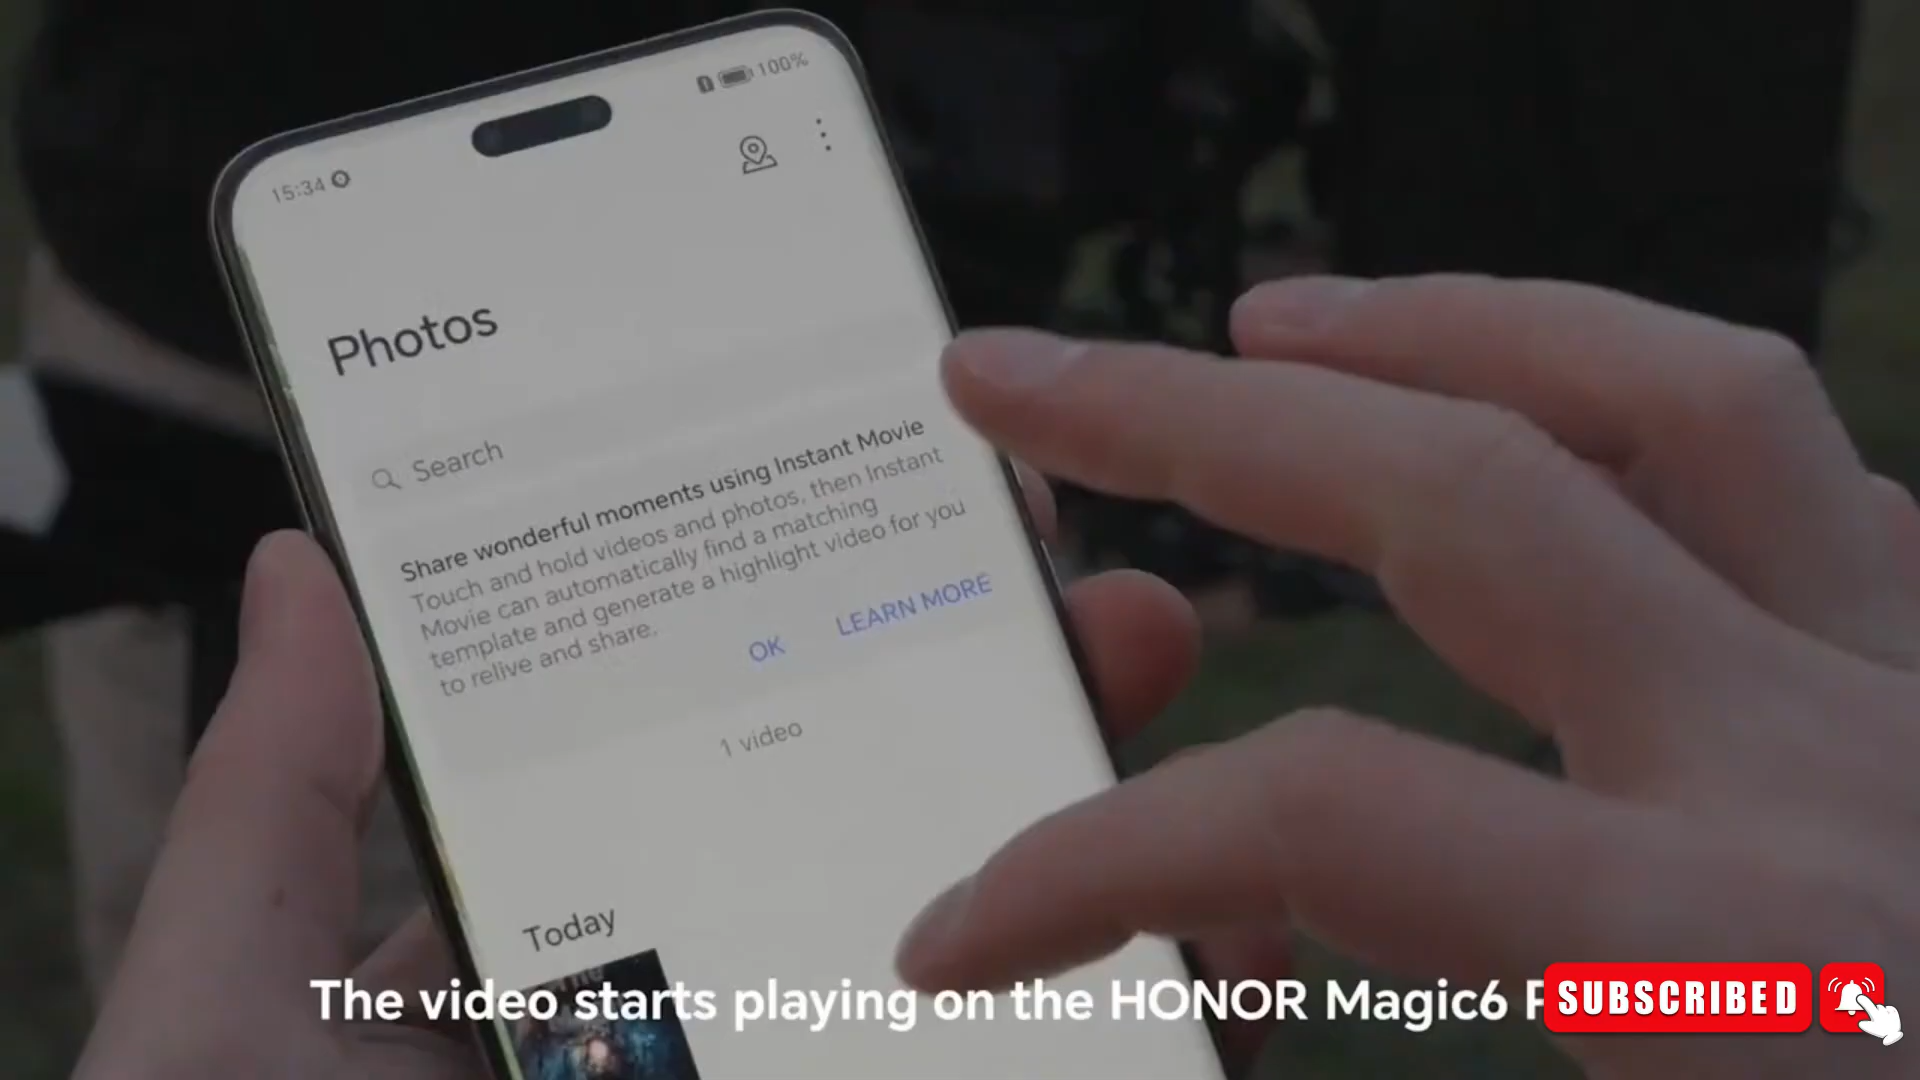 15:34
100%
Photos
Search
Share wonderful moments using Instant Movie
Touch and hold videos and photos, then Instant
Movie can automatically find a matching
template and generate a highlight video for you
to relive and share.
OK
LEARN MORE
1 video
Today
The video starts playing on the HONOR Magic6
SUBSCRIBED